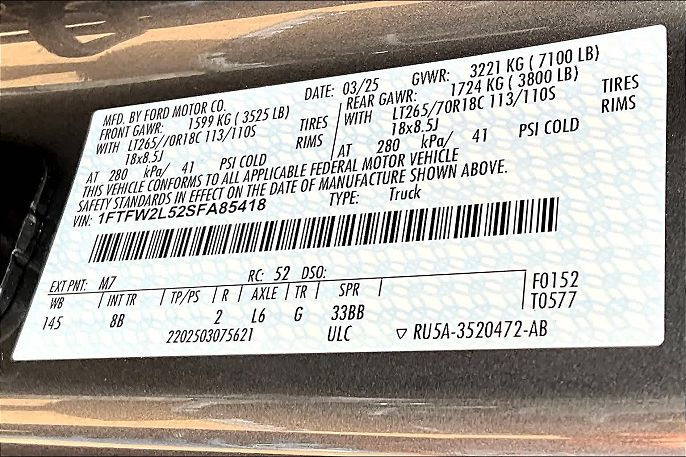 MFD. BY FORD MOTOR CO.
DATE: 03/25 GVWR: 3221 KG ( 7100 LB)
FRONT GAWR: 1599 KG ( 3525 LB) REAR GAWR: 1724 KG ( 3800 LB)
WITH LT265/70R18C 113/110S TIRES WITH LT265/70R18C 113/110S TIRES
18x8.5J RIMS 18x8.5J RIMS
AT 280 kPa/ 41 PSI COLD AT 280 kPa/ 41 PSI COLD
THIS VEHICLE CONFORMS TO ALL APPLICABLE FEDERAL MOTOR VEHICLE
SAFETY STANDARDS IN EFFECT ON THE DATE OF MANUFACTURE SHOWN ABOVE.
VIN: 1FTFW2L52SFA85418 TYPE: Truck
EXT PNT: M7 RC: 52 DSO:
WB INT TR TP/PS R AXLE TR SPR F0152
145 8B 2 L6 G 33BB T0577
2202503075621 ULC ▽ RU5A-3520472-AB